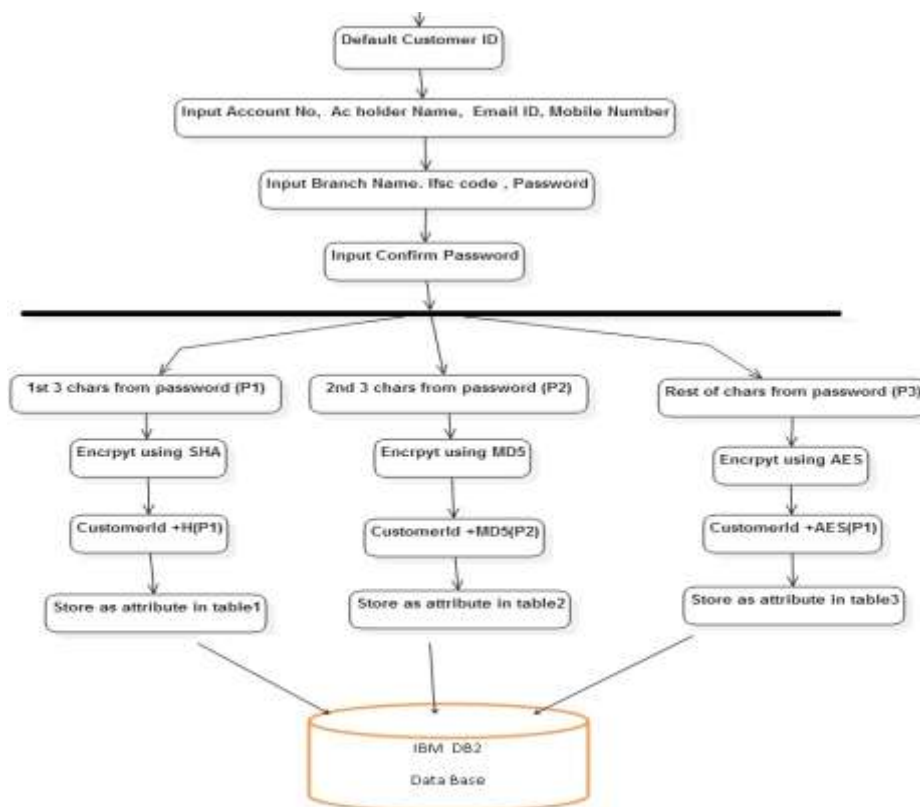 Default Customer ID
Input Account No, Ac holder Name, Email ID, Mobile Number
Input Branch Name. Ifsc code , Password
Input Confirm Password
1st 3 chars from password (P1)
2nd 3 chars from password (P2)
Rest of chars from password (P3)
Encrpyt using SHA
Encrpyt using MD5
Encrpyt using AES
CustomerId +H(P1)
CustomerId +MD5(P2)
CustomerId +AES(P1)
Store as attribute in table1
Store as attribute in table2
Store as attribute in table3
IBM DB2
Data Base